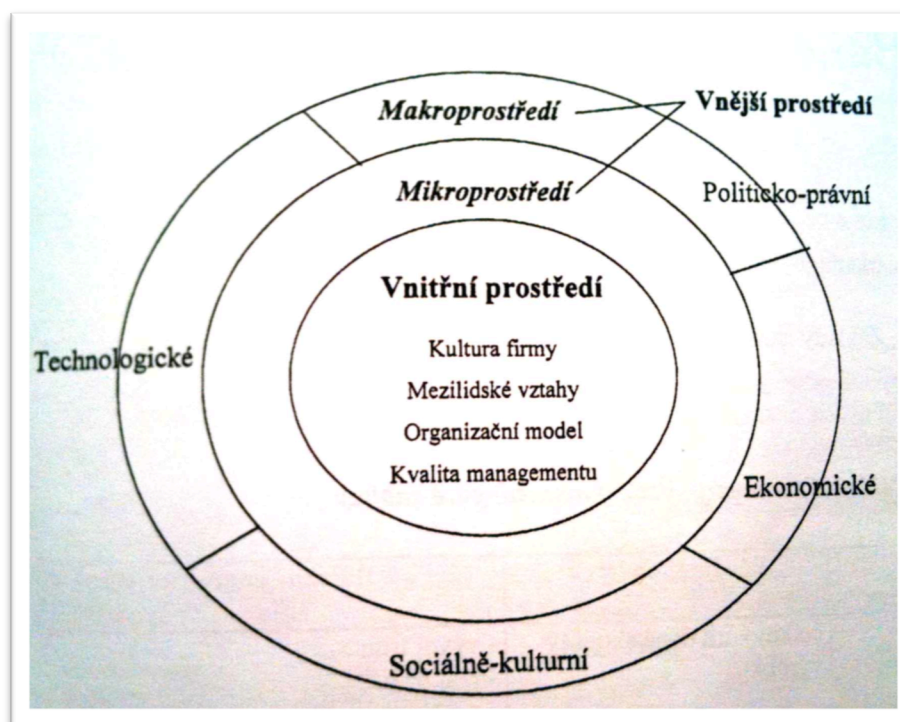 Makroprostředí
Vnější prostředí
Mikroprostředí
Politicko-právní
Vnitřní prostředí
Technologické
Kultura firmy
Mezilidské vztahy
Organizační model
Kvalita managementu
Ekonomické
Sociálně-kulturní